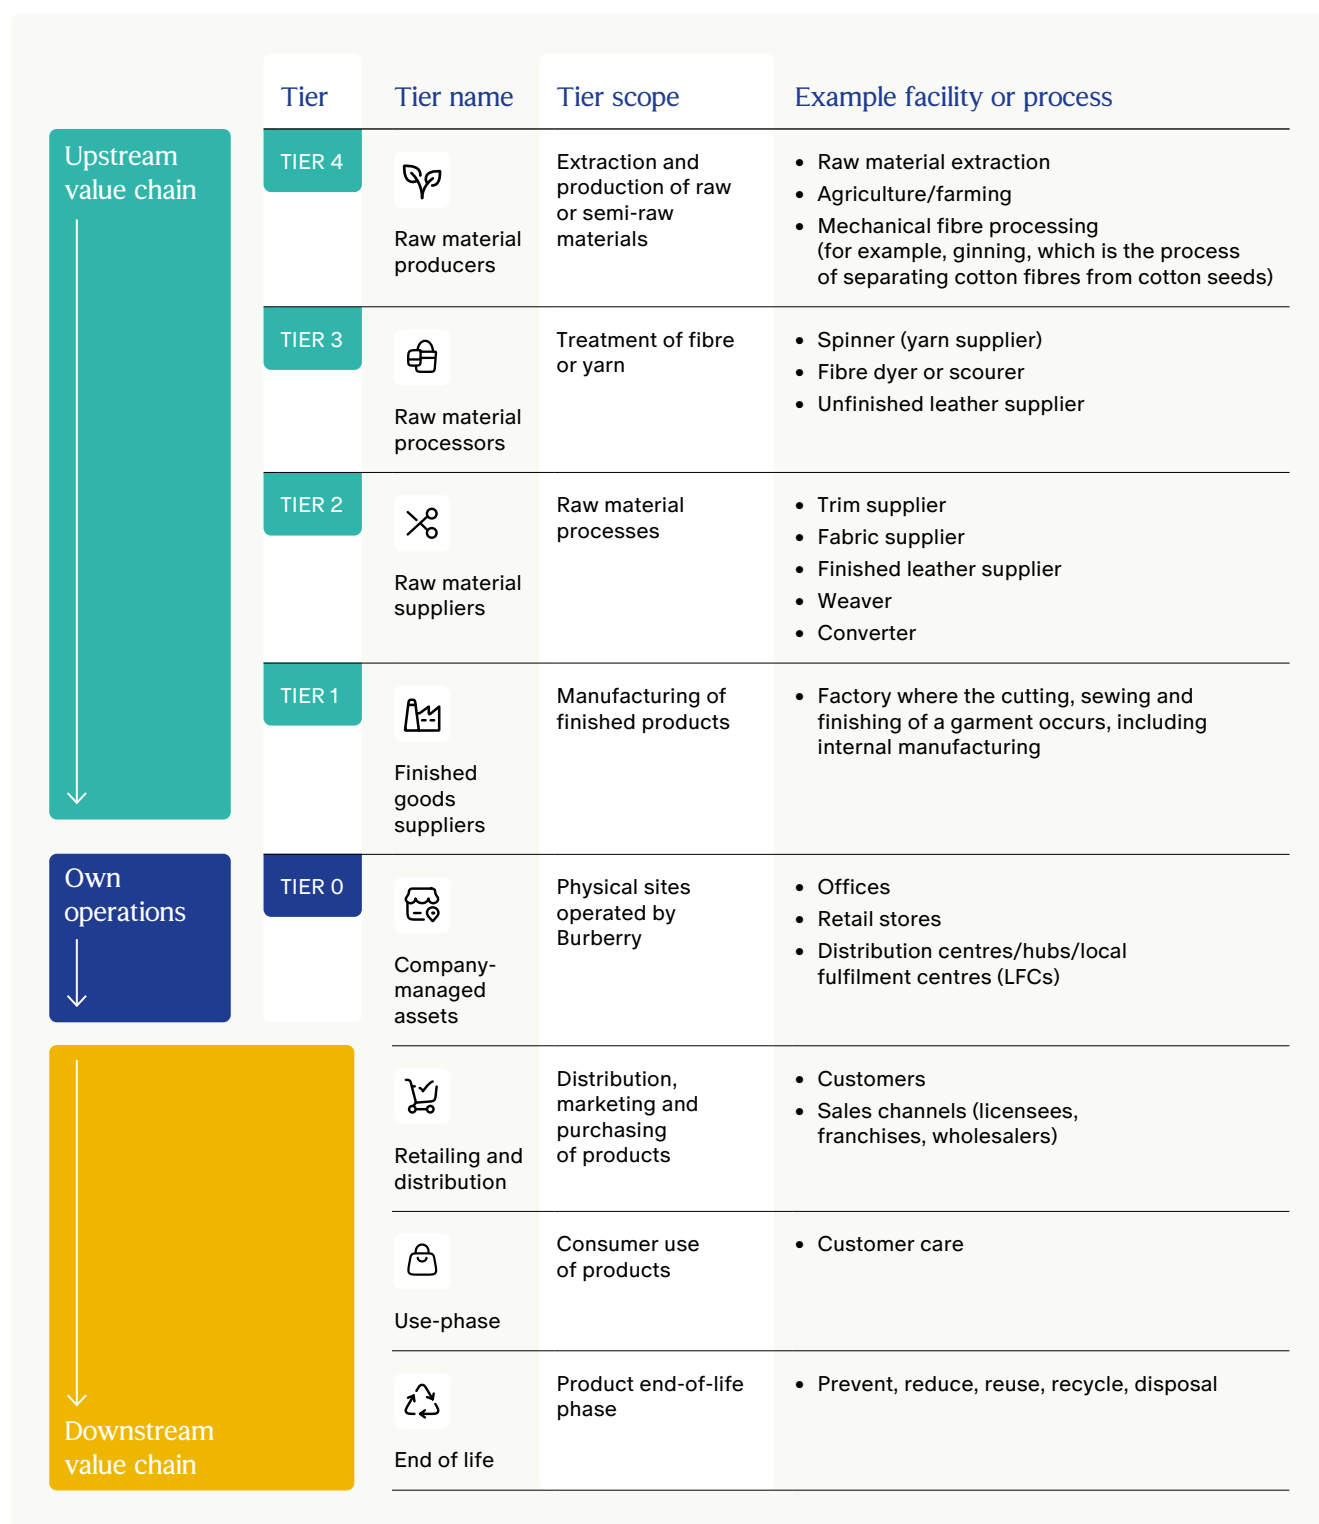 Tier
Tier name
Tier scope
Example facility or process
Upstream
value chain
TIER 4
Raw material
producers
Extraction and
production of raw
or semi-raw
materials
• Raw material extraction
• Agriculture/farming
• Mechanical fibre processing
(for example, ginning, which is the process
of separating cotton fibres from cotton seeds)
TIER 3
Raw material
processors
Treatment of fibre
or yarn
• Spinner (yarn supplier)
• Fibre dyer or scourer
• Unfinished leather supplier
TIER 2
Raw material
suppliers
Raw material
processes
• Trim supplier
• Fabric supplier
• Finished leather supplier
• Weaver
• Converter
TIER 1
Finished
goods
suppliers
Manufacturing of
finished products
• Factory where the cutting, sewing and
finishing of a garment occurs, including
internal manufacturing
Own
operations
TIER 0
Company-
managed
assets
Physical sites
operated by
Burberry
• Offices
• Retail stores
• Distribution centres/hubs/local
fulfilment centres (LFCs)
Retailing and
distribution
Distribution,
marketing and
purchasing
of products
• Customers
• Sales channels (licensees,
franchises, wholesalers)
Use-phase
Consumer use
of products
• Customer care
End of life
Product end-of-life
phase
• Prevent, reduce, reuse, recycle, disposal
Downstream
value chain